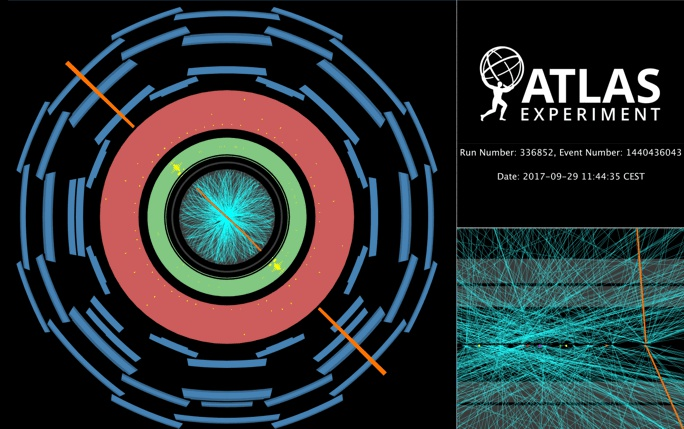 ATLAS
EXPERIMENT
Run Number: 336852, Event Number: 1440436043
Date: 2017-09-29 11:44:35 CEST